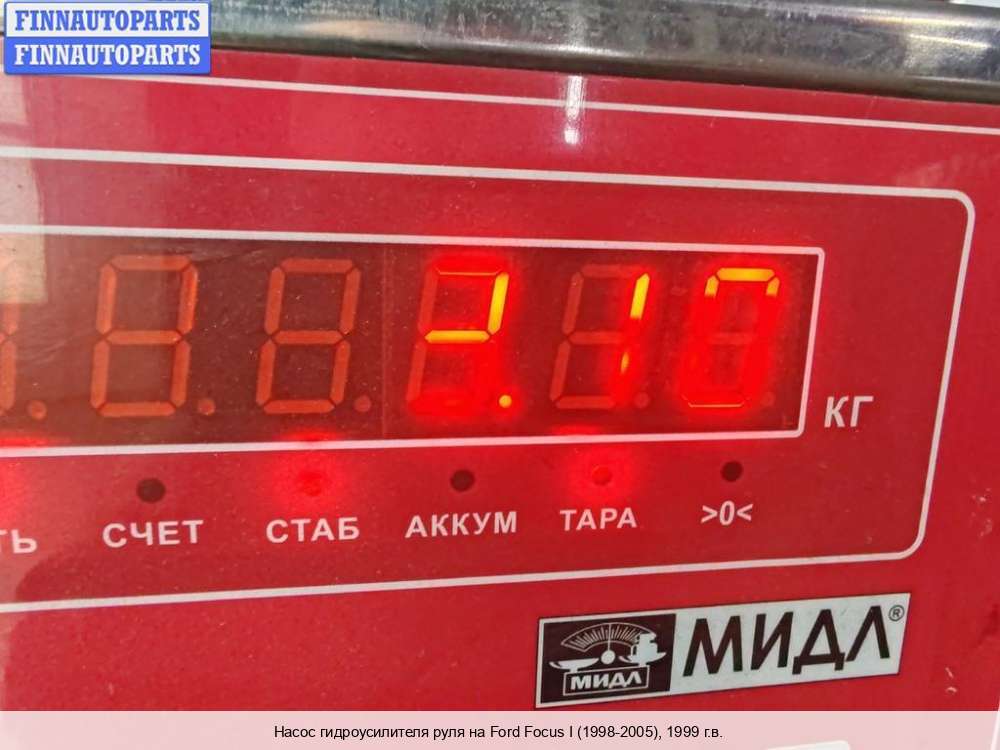 FINNAUTOPARTS
FINNAUTOPARTS
2.10
КГ
ТЬ СЧЕТ СТАБ АККУМ ТАРА >0<
МИДЛ®
МИДЛ
Насос гидроусилителя руля на Ford Focus I (1998-2005), 1999 г.в.